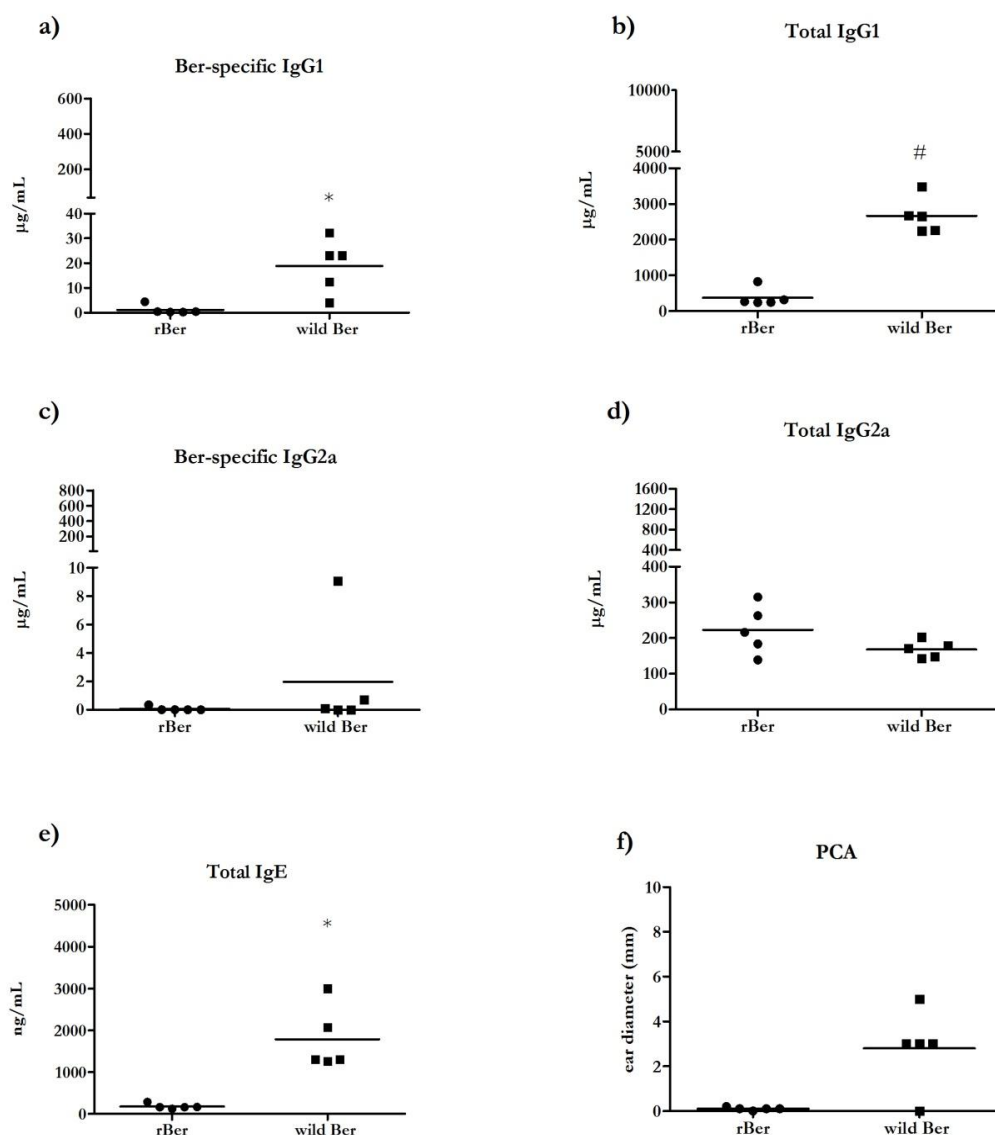 a)
Ber-specific IgG1
600
400
200
40
30
20
10
0
µg/mL
*
rBer
wild Ber
b)
Total IgG1
10000
5000
4000
3000
2000
1000
0
µg/mL
#
rBer
wild Ber
c)
Ber-specific IgG2a
800
600
400
200
10
8
6
4
2
0
µg/mL
rBer
wild Ber
d)
Total IgG2a
1600
1200
800
400
400
300
200
100
0
µg/mL
rBer
wild Ber
e)
Total IgE
5000
4000
3000
2000
1000
0
ng/mL
*
rBer
wild Ber
f)
PCA
10
8
6
4
2
0
ear diameter (mm)
rBer
wild Ber